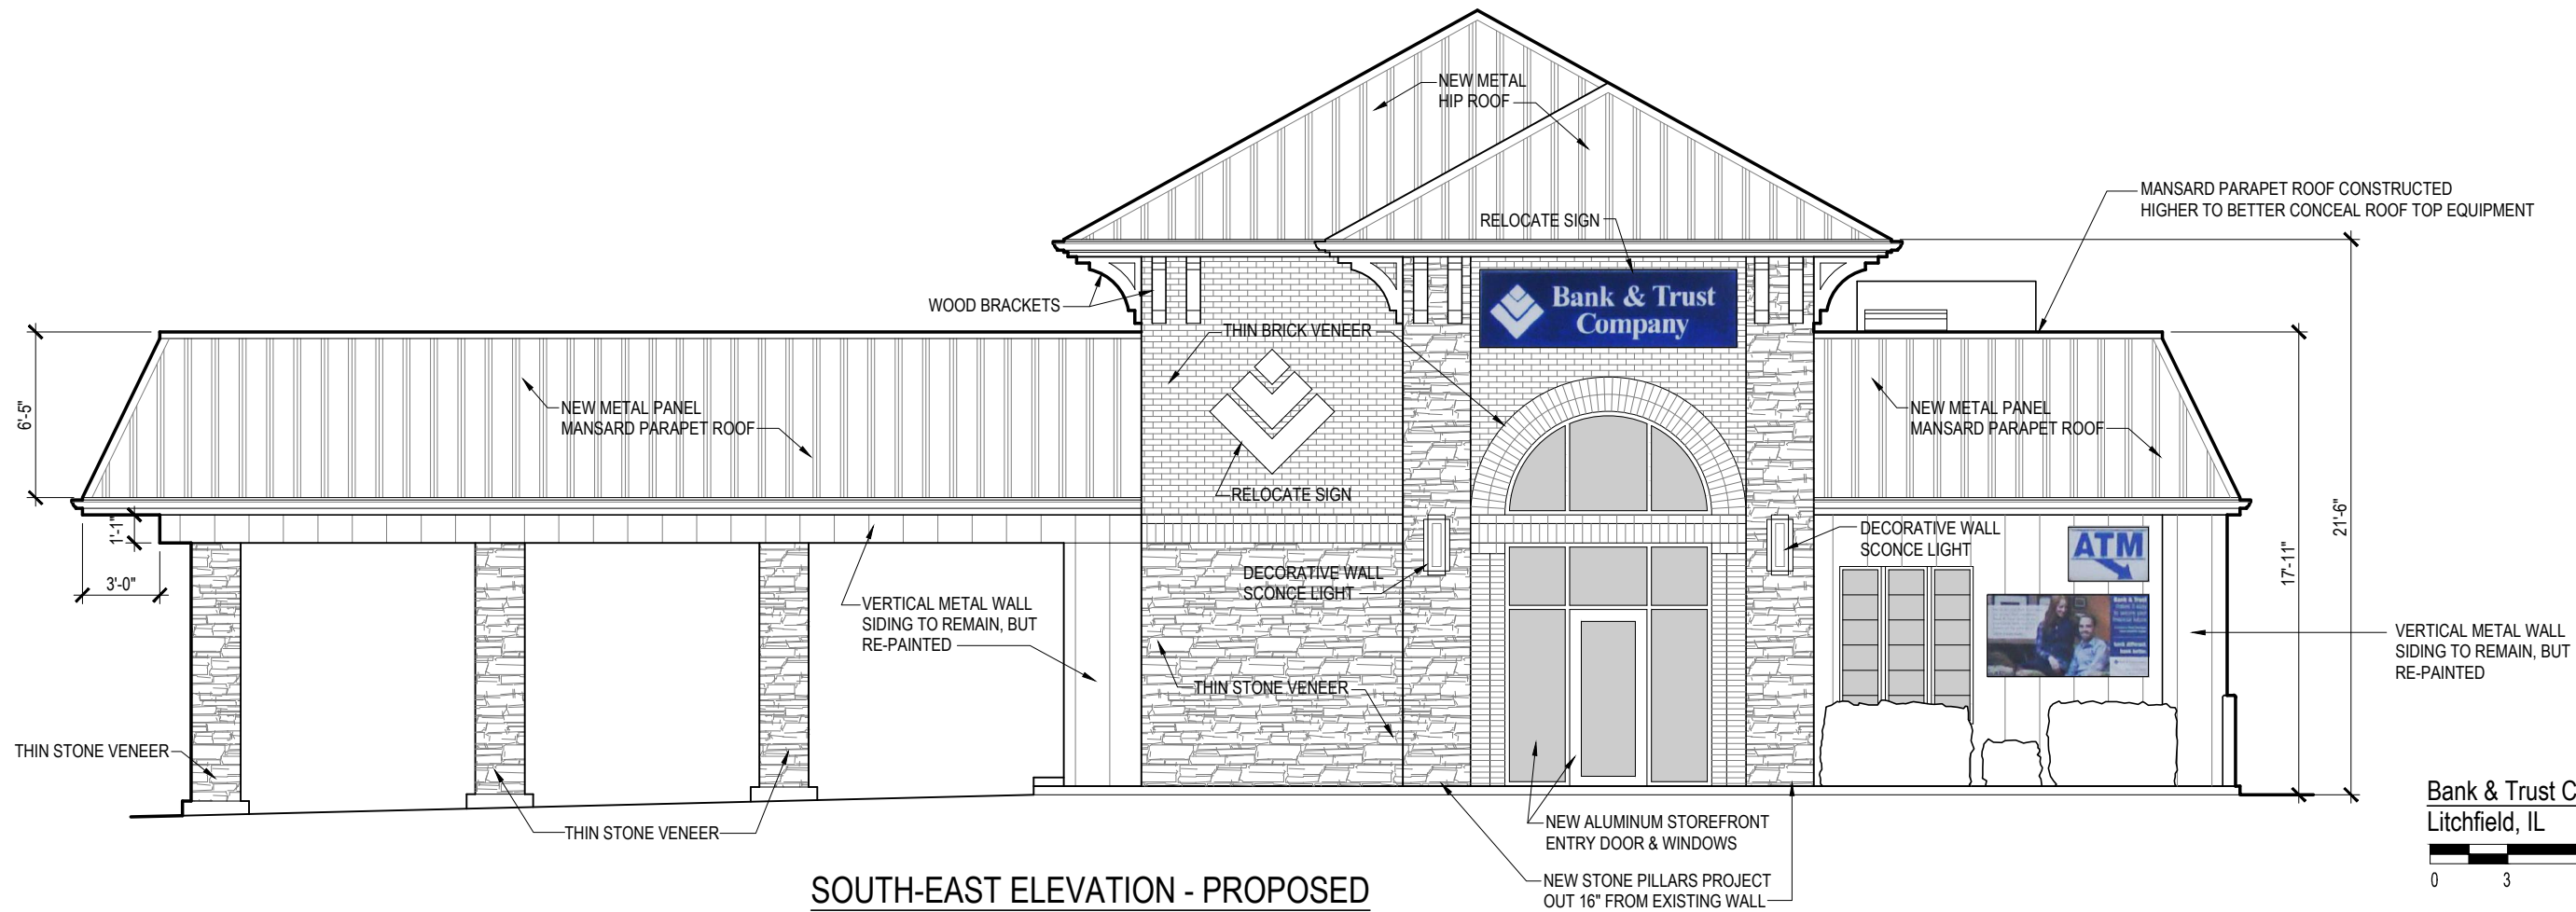 NEW METAL
HIP ROOF
MANSARD PARAPET ROOF CONSTRUCTED
HIGHER TO BETTER CONCEAL ROOF TOP EQUIPMENT
RELOCATE SIGN
WOOD BRACKETS
Bank & Trust
Company
THIN BRICK VENEER
6'-5"
NEW METAL PANEL
MANSARD PARAPET ROOF
NEW METAL PANEL
MANSARD PARAPET ROOF
RELOCATE SIGN
1'-1"
3'-0"
21'-6"
17'-11"
DECORATIVE WALL
SCONCE LIGHT
ATM
DECORATIVE WALL
SCONCE LIGHT
VERTICAL METAL WALL
SIDING TO REMAIN, BUT
RE-PAINTED
Bank & Trust
VERTICAL METAL WALL
SIDING TO REMAIN, BUT
RE-PAINTED
THIN STONE VENEER
THIN STONE VENEER
THIN STONE VENEER
NEW ALUMINUM STOREFRONT
ENTRY DOOR & WINDOWS
NEW STONE PILLARS PROJECT
OUT 16" FROM EXISTING WALL
SOUTH-EAST ELEVATION - PROPOSED
Bank & Trust C
Litchfield, IL
0 3